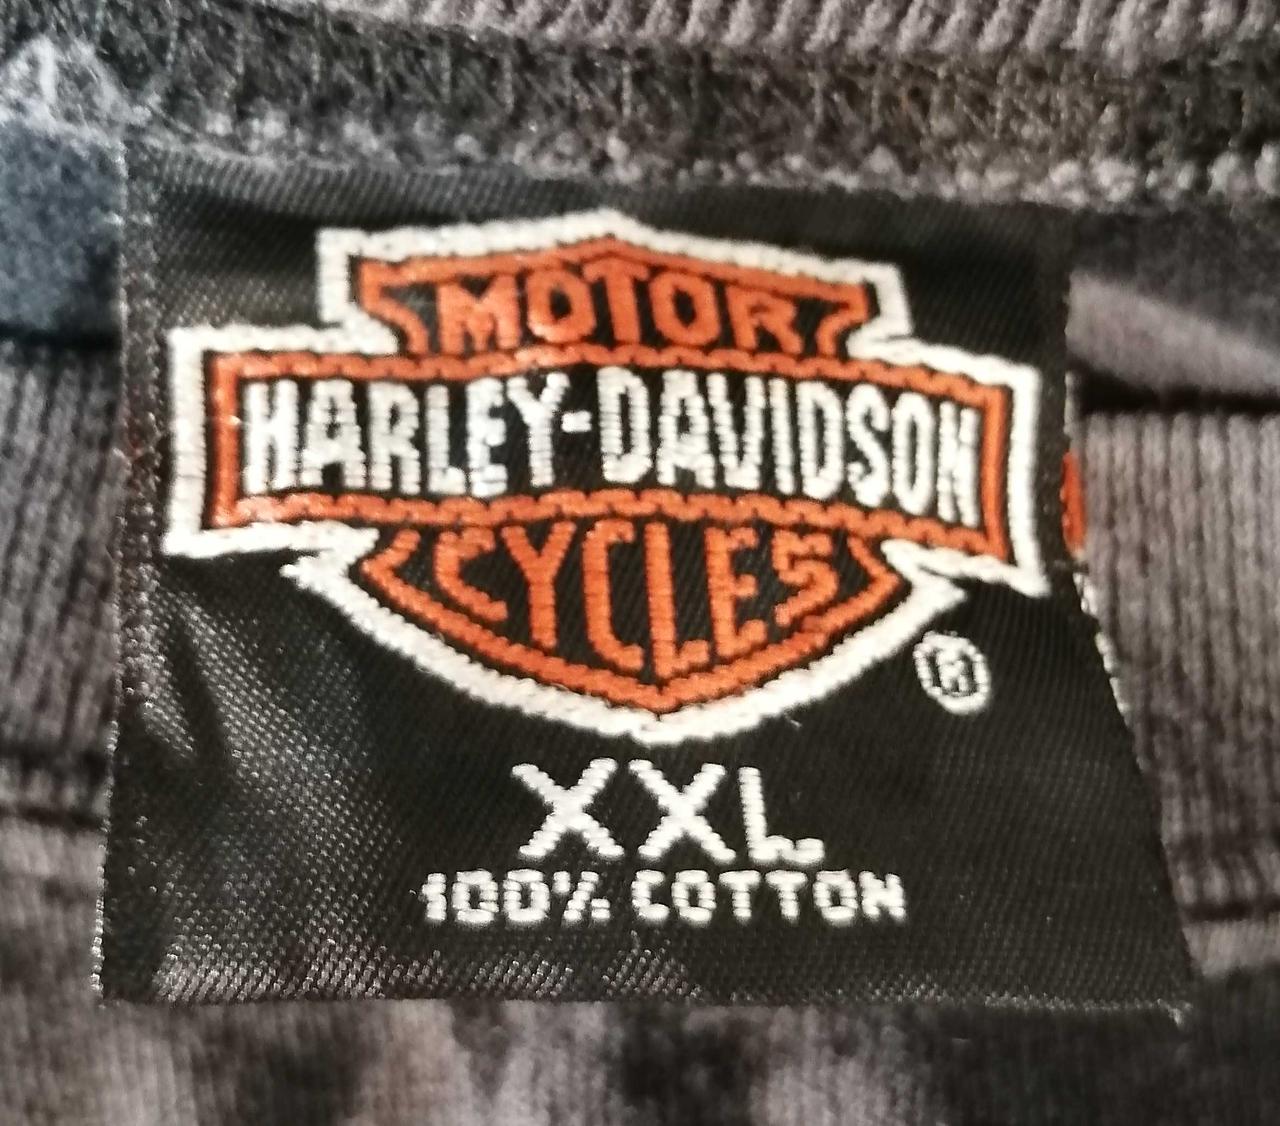 MOTOR
HARLEY-DAVIDSON
CYCLES
®
XXL
100% COTTON